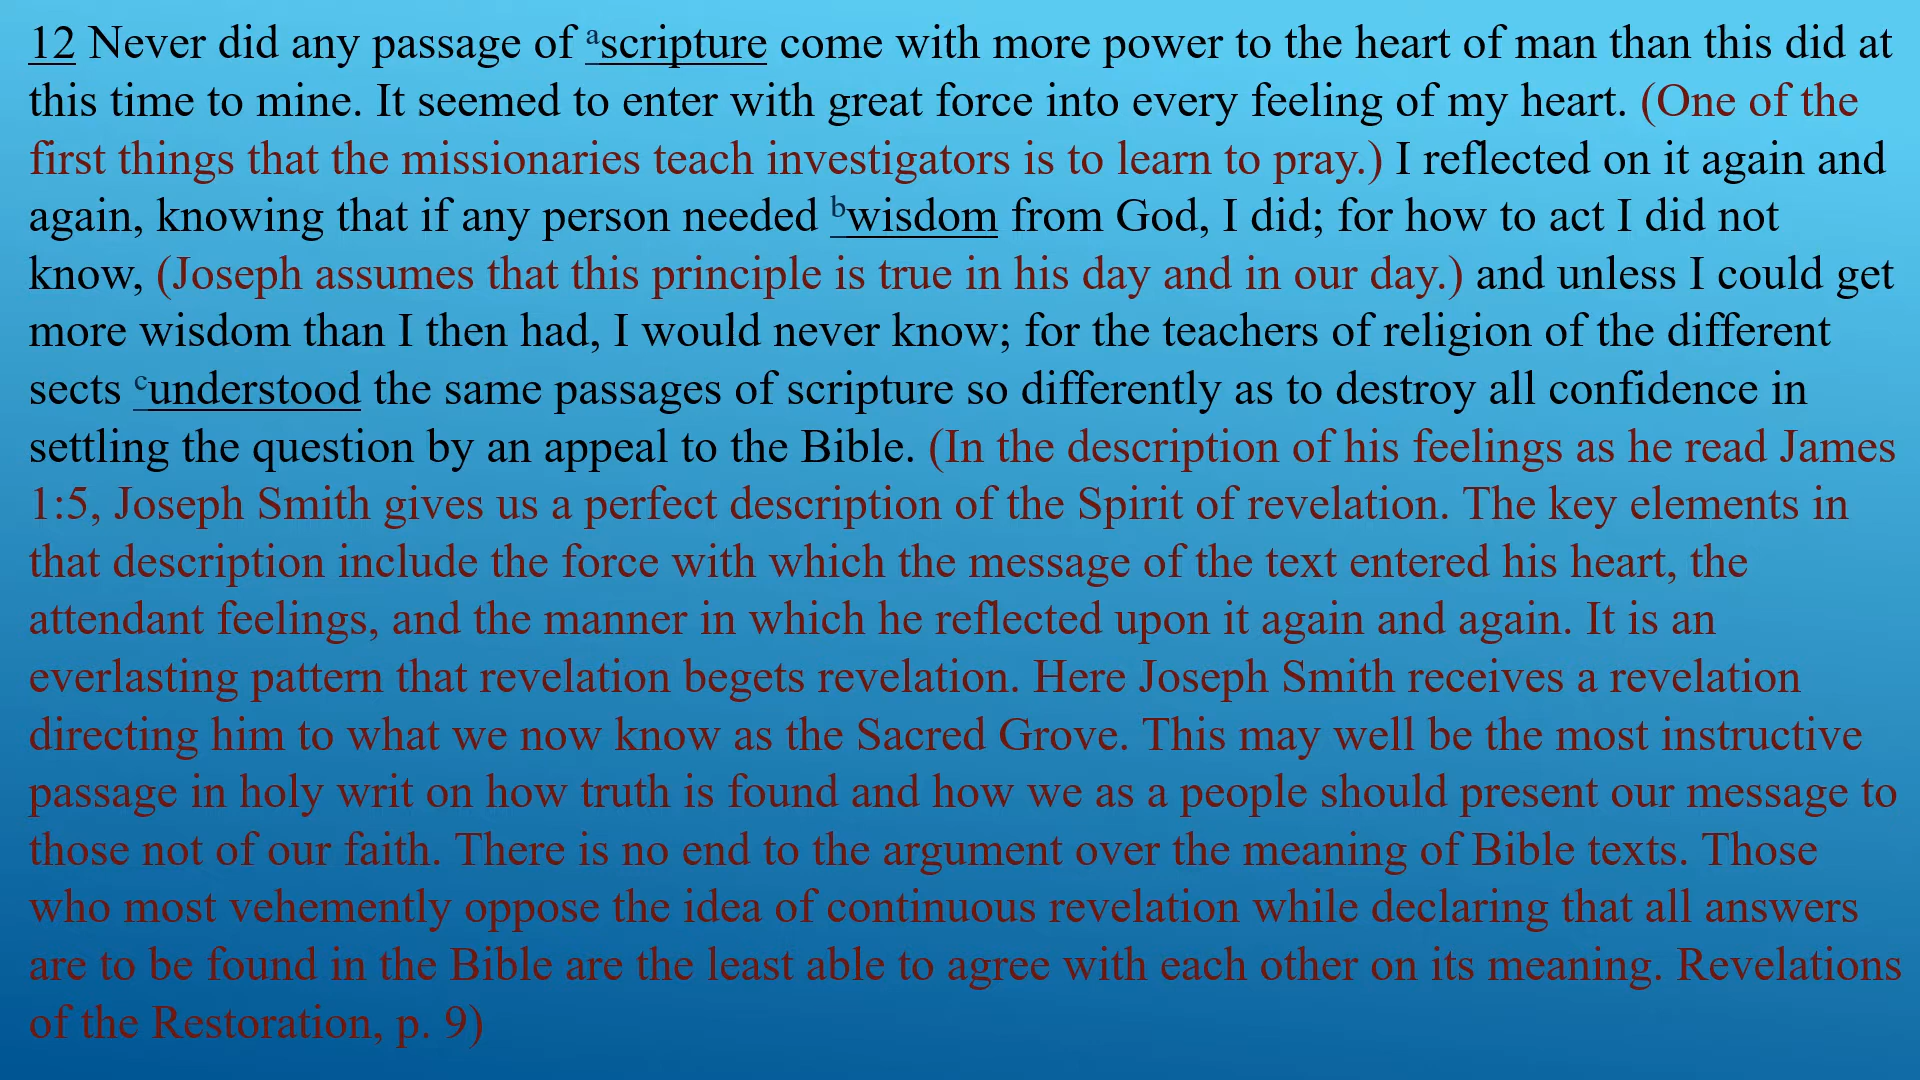 12 Never did any passage of ascripture come with more power to the heart of man than this did at
this time to mine. It seemed to enter with great force into every feeling of my heart. (One of the
first things that the missionaries teach investigators is to learn to pray.) I reflected on it again and
again, knowing that if any person needed bwisdom from God, I did; for how to act I did not
know, (Joseph assumes that this principle is true in his day and in our day.) and unless I could get
more wisdom than I then had, I would never know; for the teachers of religion of the different
sects cunderstood the same passages of scripture so differently as to destroy all confidence in
settling the question by an appeal to the Bible. (In the description of his feelings as he read James
1:5, Joseph Smith gives us a perfect description of the Spirit of revelation. The key elements in
that description include the force with which the message of the text entered his heart, the
attendant feelings, and the manner in which he reflected upon it again and again. It is an
everlasting pattern that revelation begets revelation. Here Joseph Smith receives a revelation
directing him to what we now know as the Sacred Grove. This may well be the most instructive
passage in holy writ on how truth is found and how we as a people should present our message to
those not of our faith. There is no end to the argument over the meaning of Bible texts. Those
who most vehemently oppose the idea of continuous revelation while declaring that all answers
are to be found in the Bible are the least able to agree with each other on its meaning. Revelations
of the Restoration, p. 9)